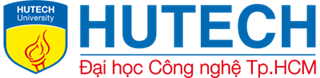 HUTECH
University
HUTECH
Đại học Công nghệ Tp.HCM